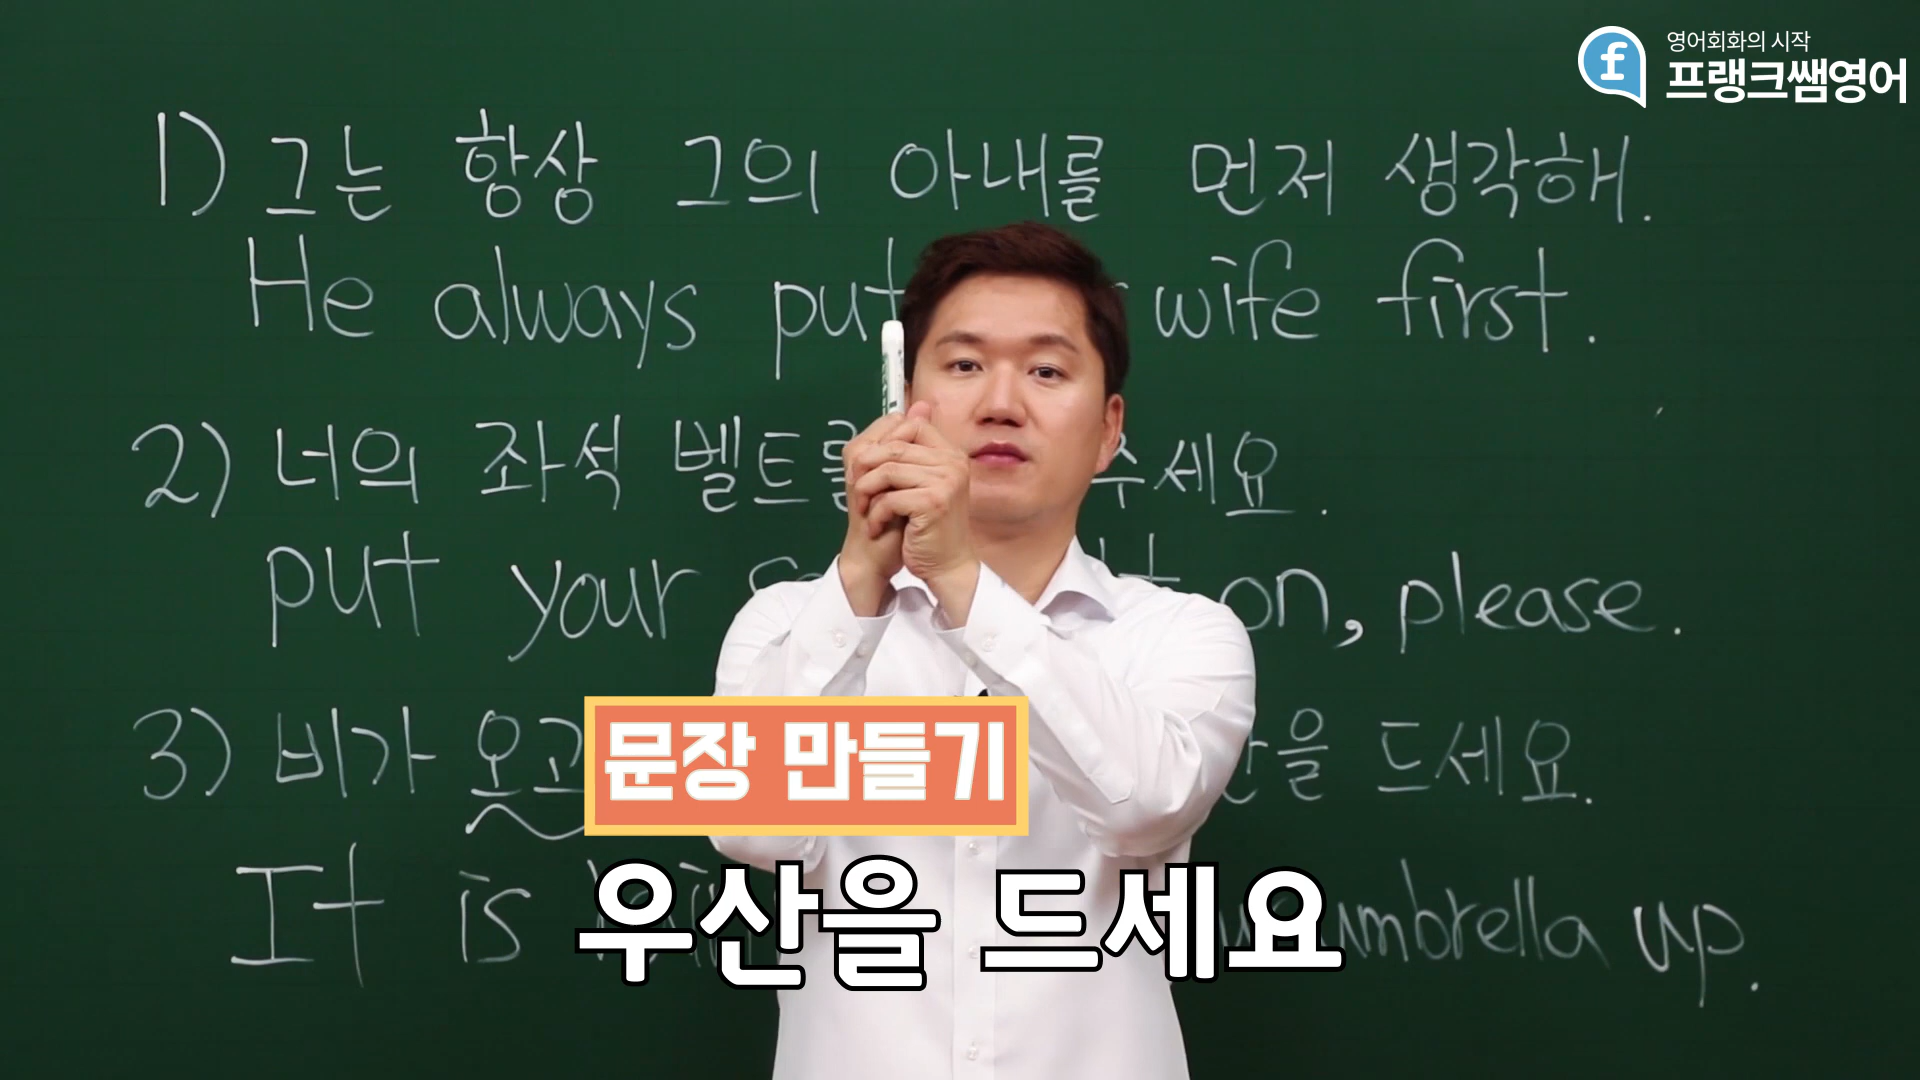 영어회화의 시작
프랭크쌤영어
1) 그는 항상 그의 아내를 먼저 생각해.
He always put wife first.
2) 너의 좌석 벨트를 주세요.
put your on, please.
3) 비가 오고 을 드세요.
문장 만들기
It is umbrella up.
우산을 드세요